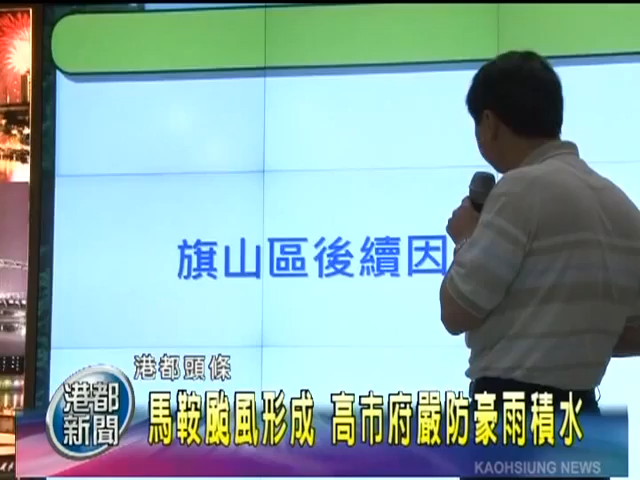 旗山區後續因
港都頭條
港都
新聞
馬鞍颱風形成 高市府嚴防豪雨積水
KAOHSIUNG NEWS